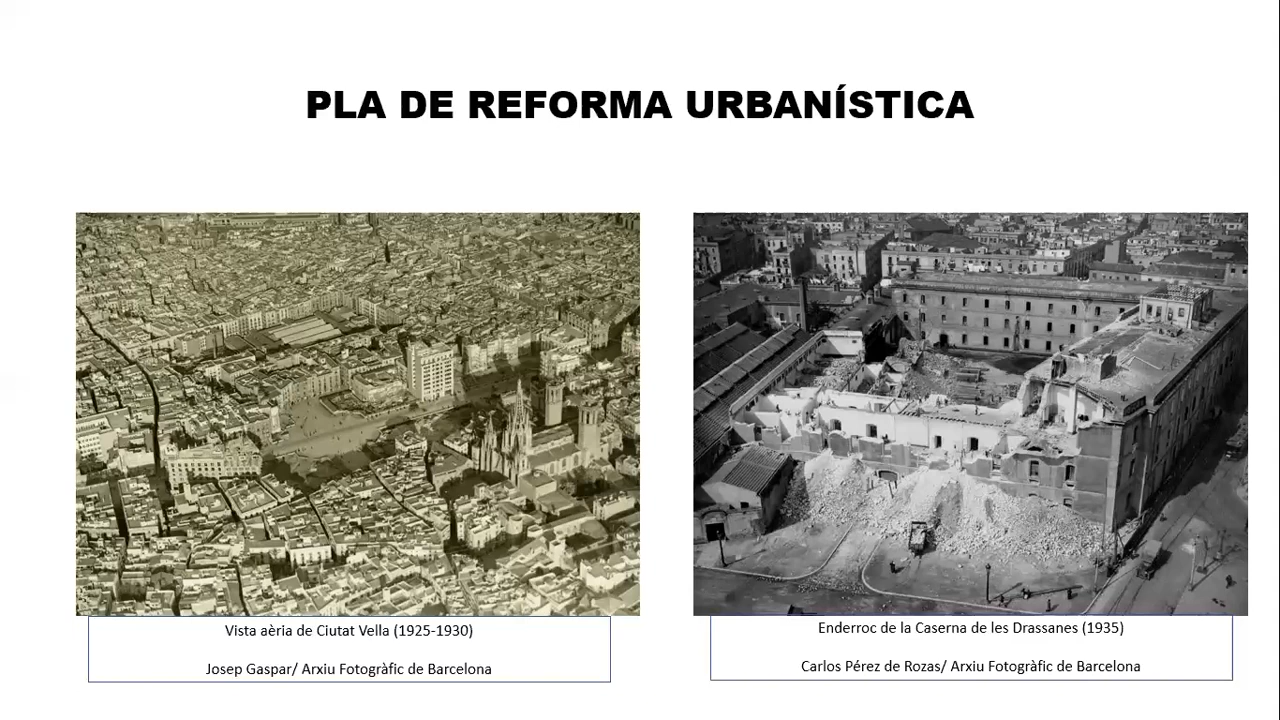 PLA DE REFORMA URBANÍSTICA
Vista aèria de Ciutat Vella (1925-1930)
Josep Gaspar/ Arxiu Fotogràfic de Barcelona
Enderroc de la Caserna de les Drassanes (1935)
Carlos Pérez de Rozas/ Arxiu Fotogràfic de Barcelona